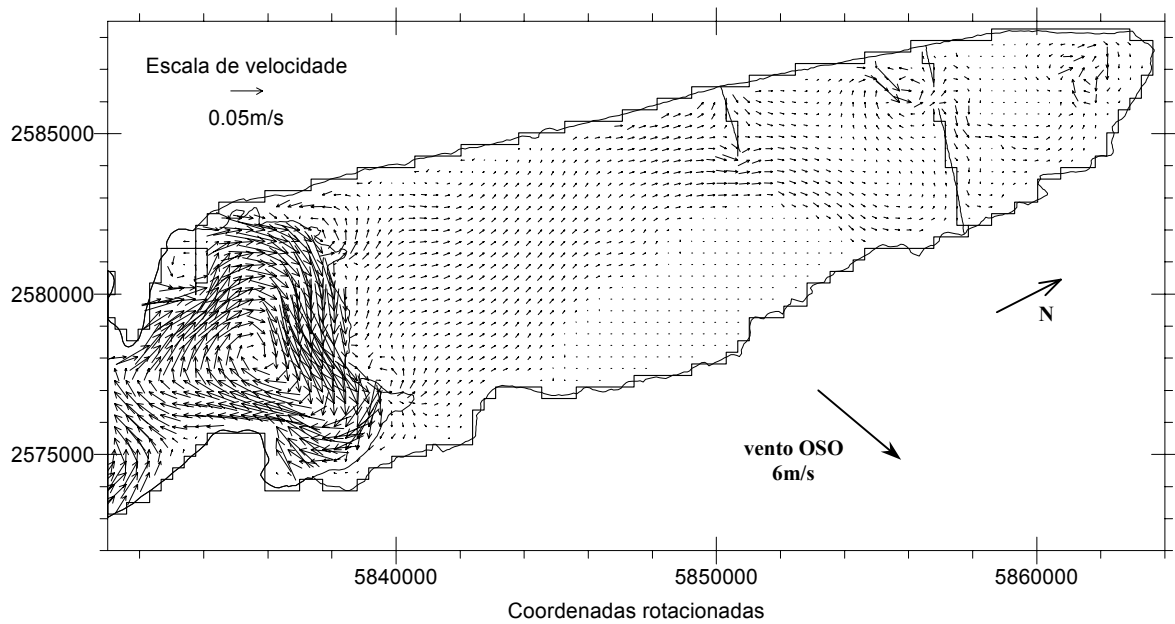 Escala de velocidade
0.05m/s
2585000
2580000
2575000
N
vento OSO
6m/s
5840000
5850000
5860000
Coordenadas rotacionadas